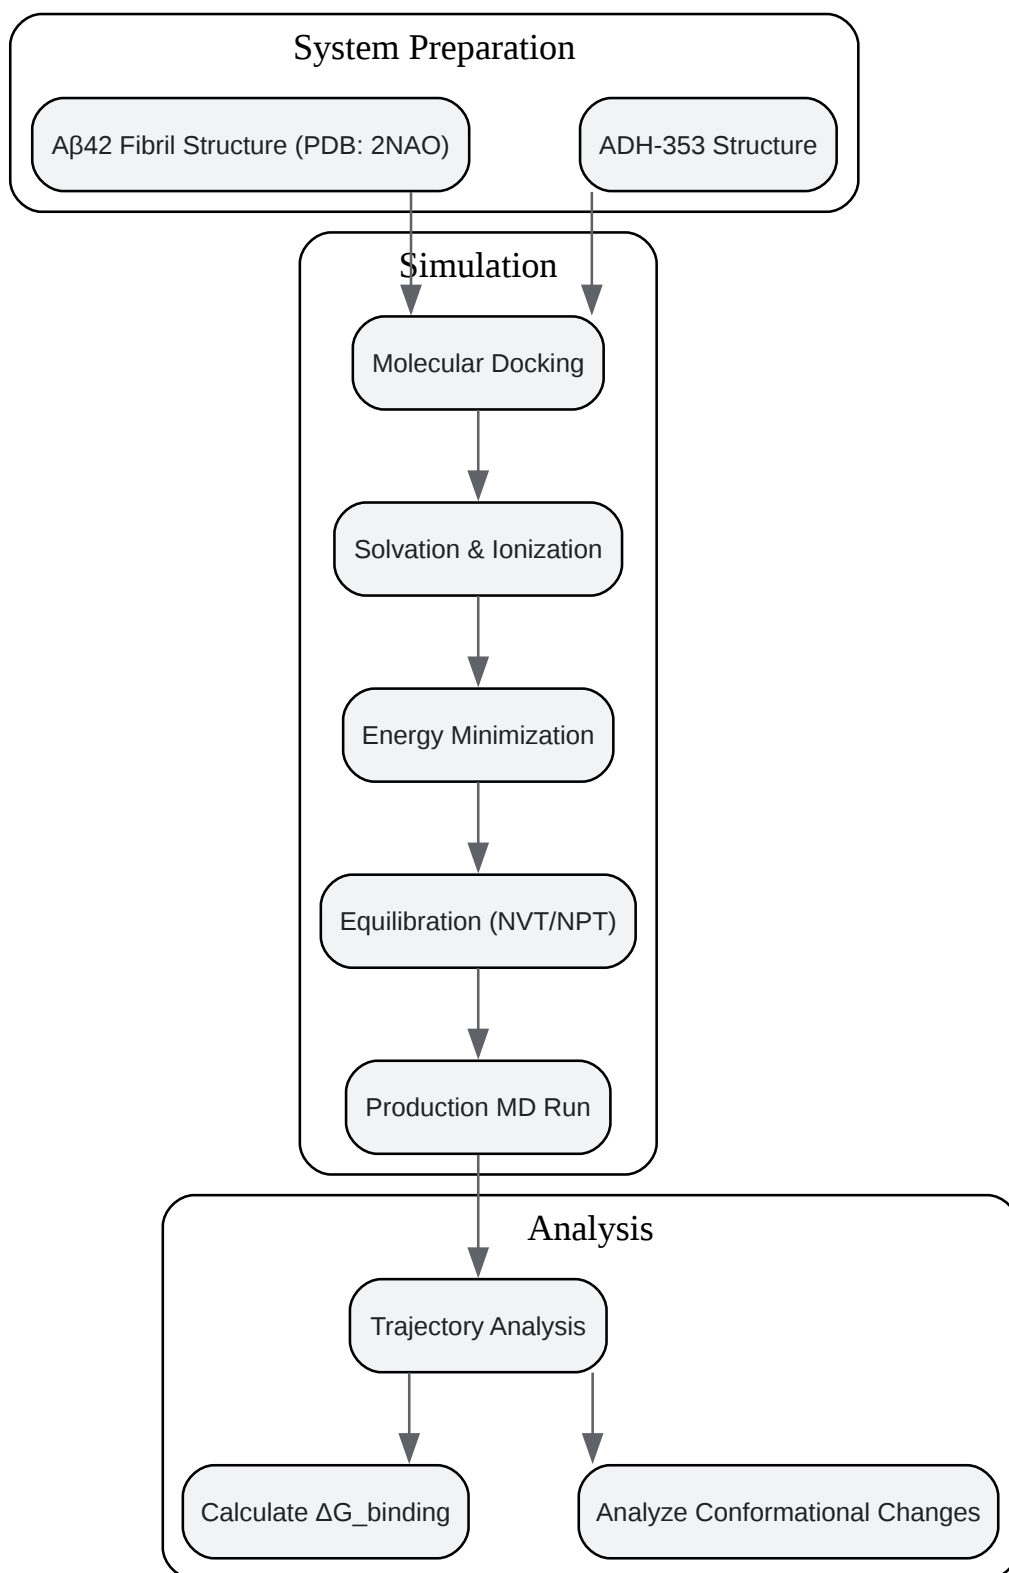 System Preparation
Aβ42 Fibril Structure (PDB: 2NAO)
ADH-353 Structure
Simulation
Molecular Docking
Solvation & Ionization
Energy Minimization
Equilibration (NVT/NPT)
Production MD Run
Analysis
Trajectory Analysis
Calculate ΔG_binding
Analyze Conformational Changes